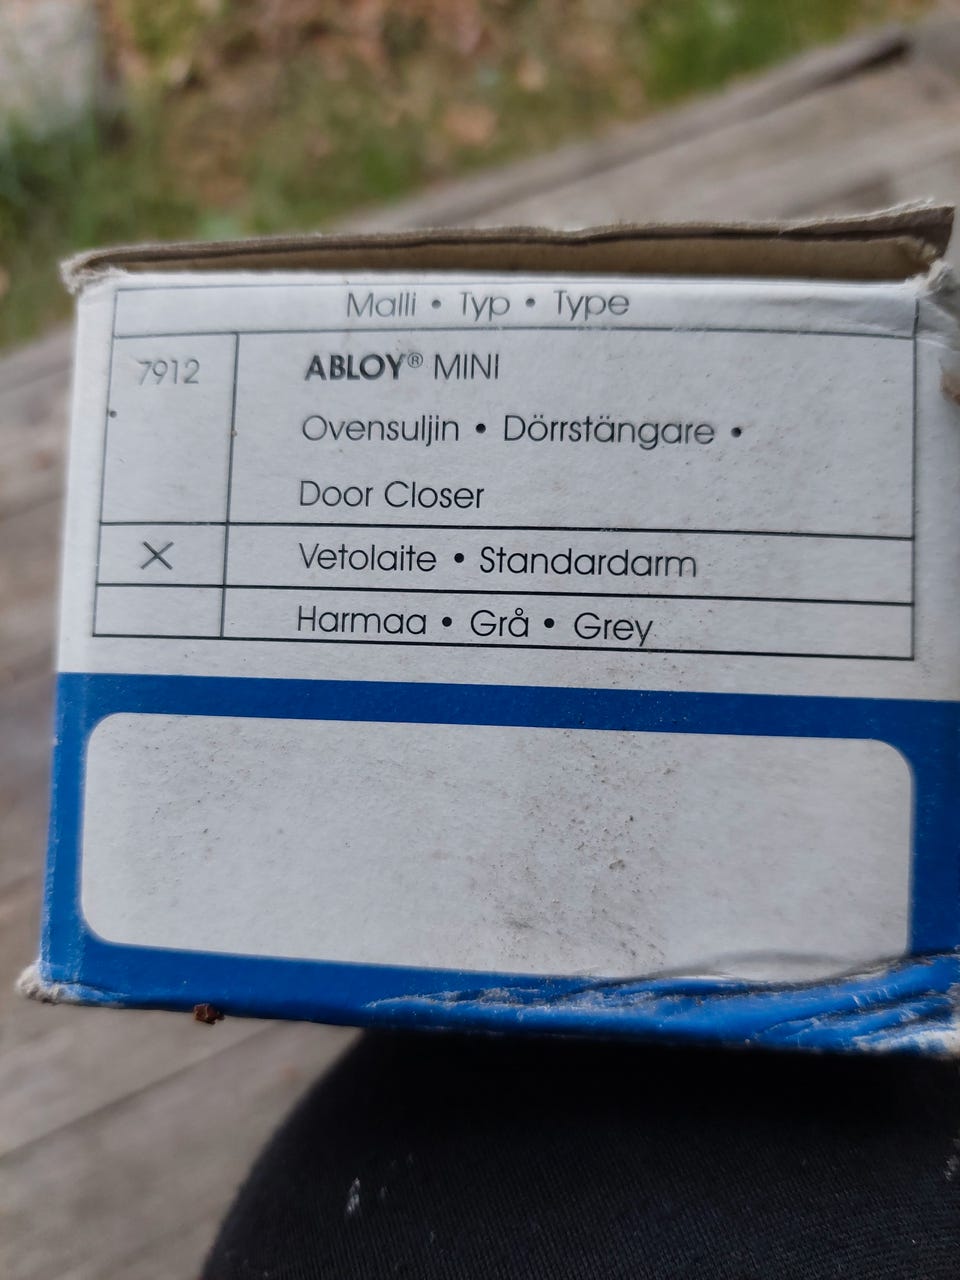 Malli • Typ • Type
7912 ABLOY® MINI
Ovensuljin • Dörrstängare •
Door Closer
X Vetolaite • Standardarm
Harmaa • Grå • Grey